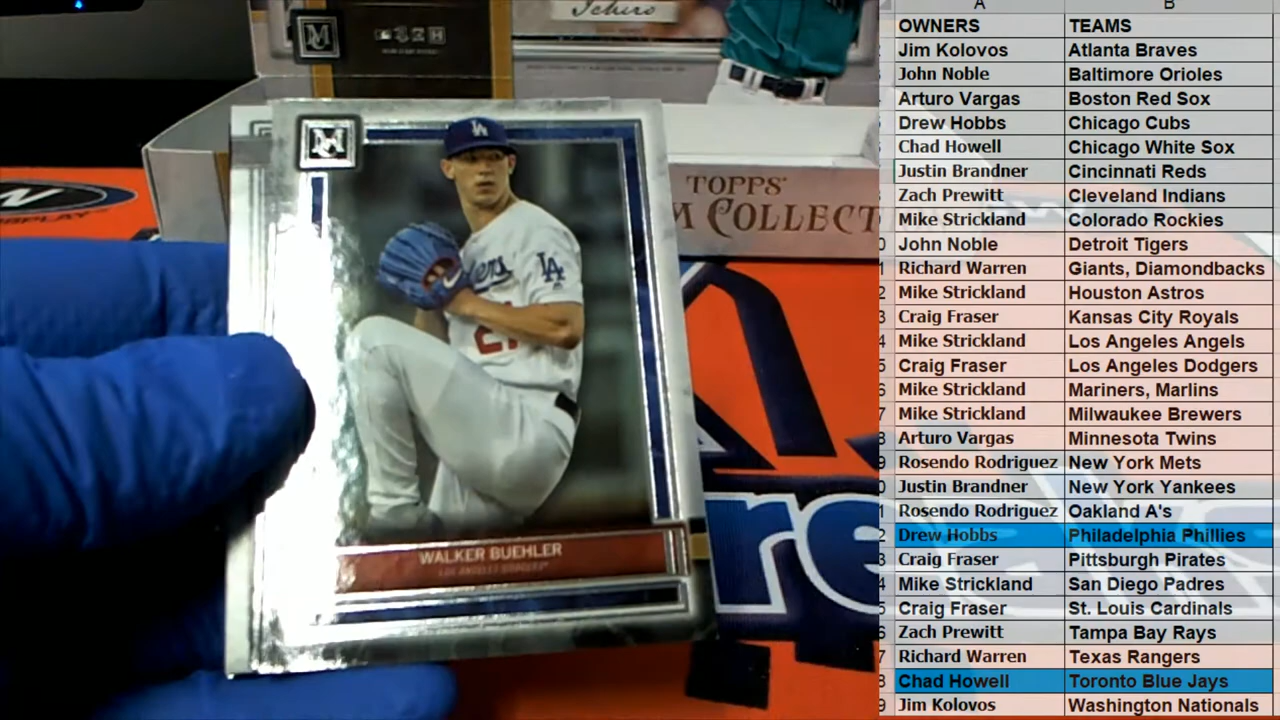 Ichiro
TOPPS
M COLLECT
LA
LA
21
WALKER BUEHLER
LOS ANGELES DODGERS
re
A B
OWNERS TEAMS
Jim Kolovos Atlanta Braves
John Noble Baltimore Orioles
Arturo Vargas Boston Red Sox
Drew Hobbs Chicago Cubs
Chad Howell Chicago White Sox
Justin Brandner Cincinnati Reds
Zach Prewitt Cleveland Indians
Mike Strickland Colorado Rockies
John Noble Detroit Tigers
Richard Warren Giants, Diamondbacks
Mike Strickland Houston Astros
Craig Fraser Kansas City Royals
Mike Strickland Los Angeles Angels
Craig Fraser Los Angeles Dodgers
Mike Strickland Mariners, Marlins
Mike Strickland Milwaukee Brewers
Arturo Vargas Minnesota Twins
Rosendo Rodriguez New York Mets
Justin Brandner New York Yankees
Rosendo Rodriguez Oakland A's
Drew Hobbs Philadelphia Phillies
Craig Fraser Pittsburgh Pirates
Mike Strickland San Diego Padres
Craig Fraser St. Louis Cardinals
Zach Prewitt Tampa Bay Rays
Richard Warren Texas Rangers
Chad Howell Toronto Blue Jays
Jim Kolovos Washington Nationals